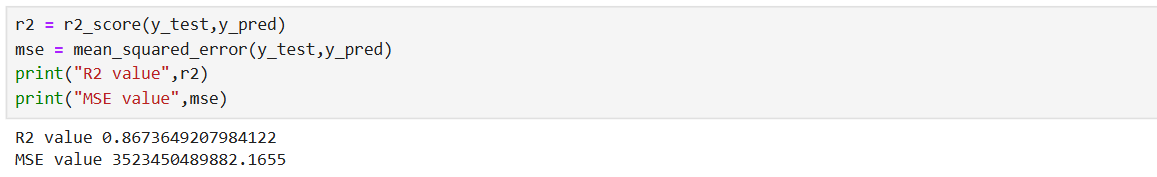 r2 = r2_score(y_test,y_pred)
mse = mean_squared_error(y_test,y_pred)
print("R2 value",r2)
print("MSE value",mse)
R2 value 0.8673649207984122
MSE value 3523450489882.1655